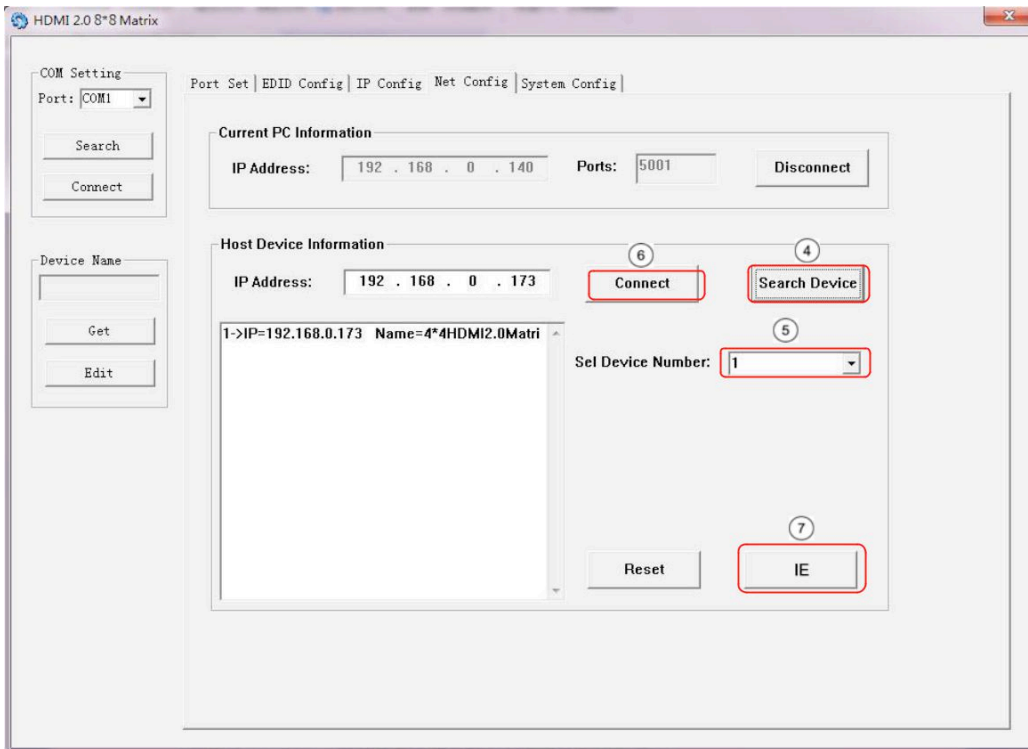 HDMI 2.0 8*8 Matrix
COM Setting
Port: COM1
Search
Connect
Device Name
Get
Edit
Port Set EDID Config IP Config Net Config System Config
Current PC Information
IP Address: 192 . 168 . 0 . 140 Ports: 5001 Disconnect
Host Device Information
6 4
IP Address: 192 . 168 . 0 . 173 Connect Search Device
1->IP=192.168.0.173 Name=4*4HDMI2.0Matri
5
Sel Device Number: 1
7
Reset IE